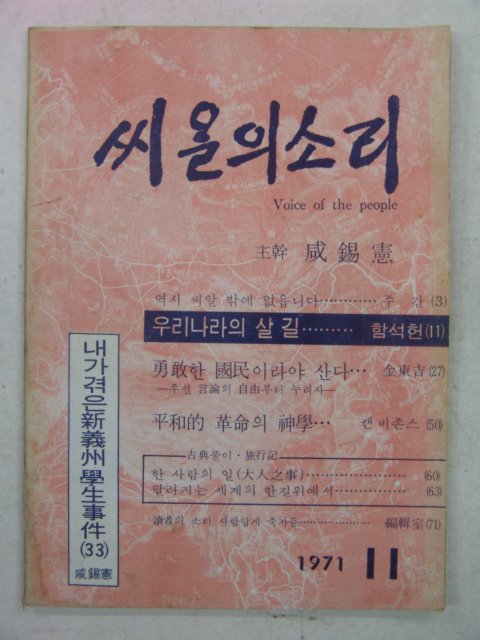 씨올의소리
Voice of the people
主幹 咸錫憲
역시 씨알 밖에 없읍니다………… 주 간 (3)
우리나라의 살 길……… 함석헌 (11)
勇敢한 國民이라야 산다… 金東吉 (27)
—우선 言論의 自由부터 누리자—
平和的 革命의 神學… 캔 비존스 (50)
古典풀이·旅行記
한 사람의 일(大人之事)………………… (60)
달라지는 세계의 한길위에서……………… (63)
讀者의 소리 사람답게 죽자 등………………… 編輯室 (71)
내가겪은新義州學生事件(33)
咸錫憲
1971 11